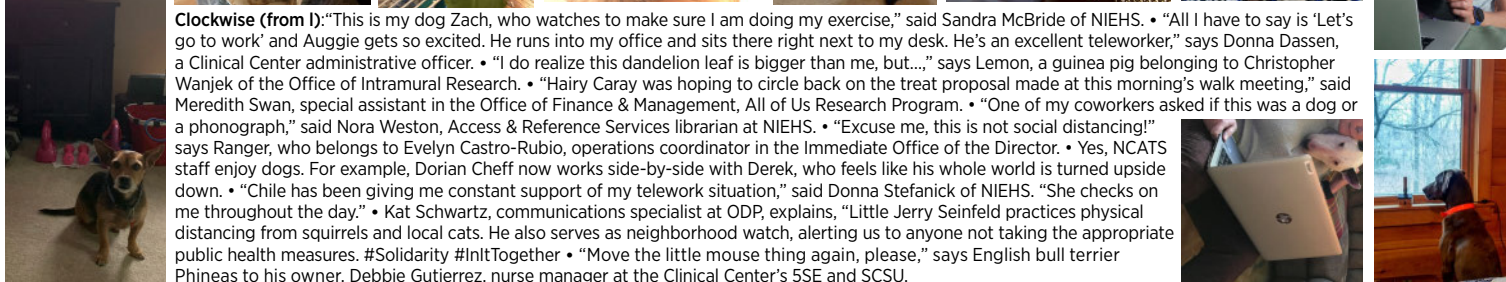 Clockwise (from l):“This is my dog Zach, who watches to make sure I am doing my exercise,” said Sandra McBride of NIEHS. • “All I have to say is ‘Let’s
go to work’ and Auggie gets so excited. He runs into my office and sits there right next to my desk. He’s an excellent teleworker,” says Donna Dassen,
a Clinical Center administrative officer. • “I do realize this dandelion leaf is bigger than me, but...,” says Lemon, a guinea pig belonging to Christopher
Wanjek of the Office of Intramural Research. • “Hairy Caray was hoping to circle back on the treat proposal made at this morning’s walk meeting,” said
Meredith Swan, special assistant in the Office of Finance & Management, All of Us Research Program. • “One of my coworkers asked if this was a dog or
a phonograph,” said Nora Weston, Access & Reference Services librarian at NIEHS. • “Excuse me, this is not social distancing!”
says Ranger, who belongs to Evelyn Castro-Rubio, operations coordinator in the Immediate Office of the Director. • Yes, NCATS
staff enjoy dogs. For example, Dorian Cheff now works side-by-side with Derek, who feels like his whole world is turned upside
down. • “Chile has been giving me constant support of my telework situation,” said Donna Stefanick of NIEHS. “She checks on
me throughout the day.” • Kat Schwartz, communications specialist at ODP, explains, “Little Jerry Seinfeld practices physical
distancing from squirrels and local cats. He also serves as neighborhood watch, alerting us to anyone not taking the appropriate
public health measures. #Solidarity #InItTogether • “Move the little mouse thing again, please,” says English bull terrier
Phineas to his owner, Debbie Gutierrez, nurse manager at the Clinical Center’s 5SE and SCSU.